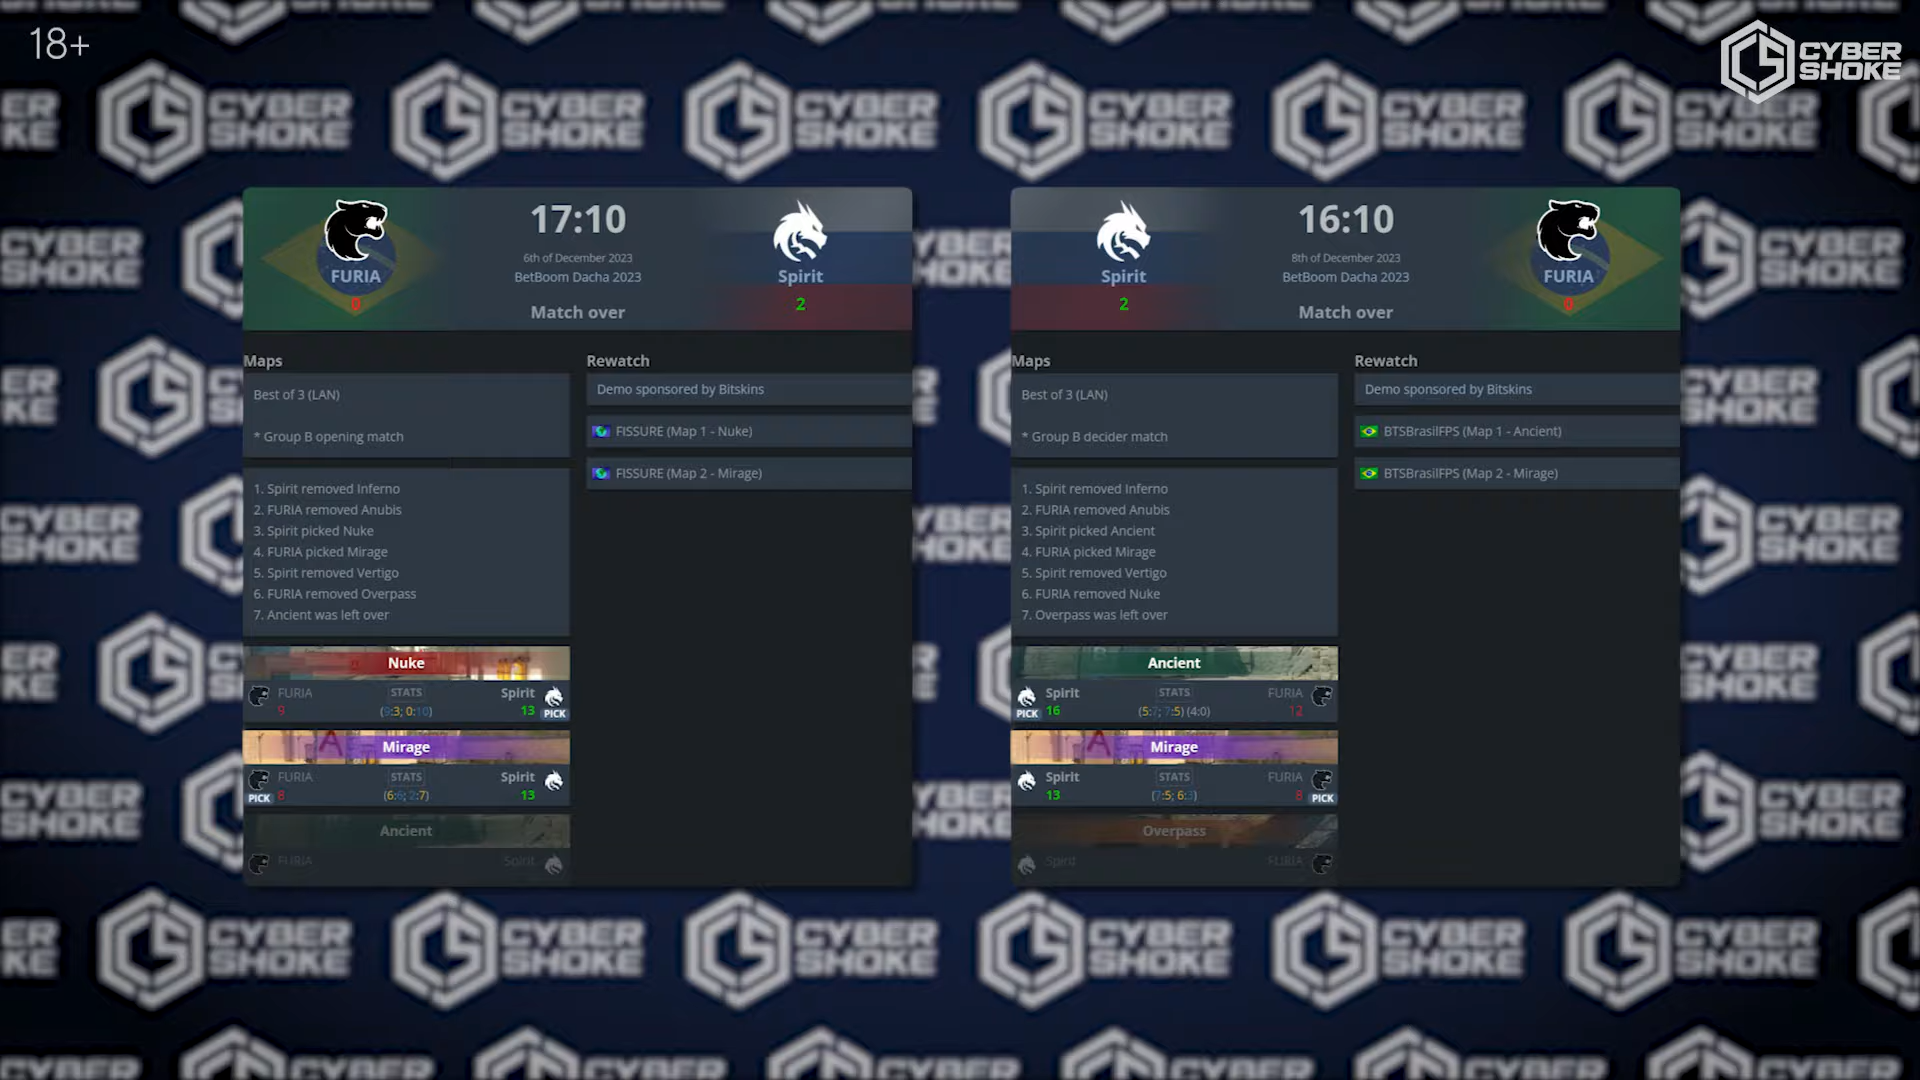 18+
CYBER
SHOKE
17:10
6th of December 2023
BetBoom Dacha 2023
Match over
FURIA
0
Spirit
2
Maps
Best of 3 (LAN)
* Group B opening match
1. Spirit removed Inferno
2. FURIA removed Anubis
3. Spirit picked Nuke
4. FURIA picked Mirage
5. Spirit removed Vertigo
6. FURIA removed Overpass
7. Ancient was left over
Nuke
FURIA STATS Spirit
9 (9:3; 0:10) 13 PICK
Mirage
FURIA STATS Spirit
PICK 8 (6:6; 2:7) 13
Ancient
FURIA Spirit
Rewatch
Demo sponsored by Bitskins
FISSURE (Map 1 - Nuke)
FISSURE (Map 2 - Mirage)
16:10
8th of December 2023
BetBoom Dacha 2023
Match over
Spirit
2
FURIA
0
Maps
Best of 3 (LAN)
* Group B decider match
1. Spirit removed Inferno
2. FURIA removed Anubis
3. Spirit picked Ancient
4. FURIA picked Mirage
5. Spirit removed Vertigo
6. FURIA removed Nuke
7. Overpass was left over
Ancient
Spirit STATS FURIA
PICK 16 (5:7; 7:5) (4:0) 12
Mirage
Spirit STATS FURIA
13 (7:5; 6:3) 8 PICK
Overpass
Spirit FURIA
Rewatch
Demo sponsored by Bitskins
BTSBrasilFPS (Map 1 - Ancient)
BTSBrasilFPS (Map 2 - Mirage)